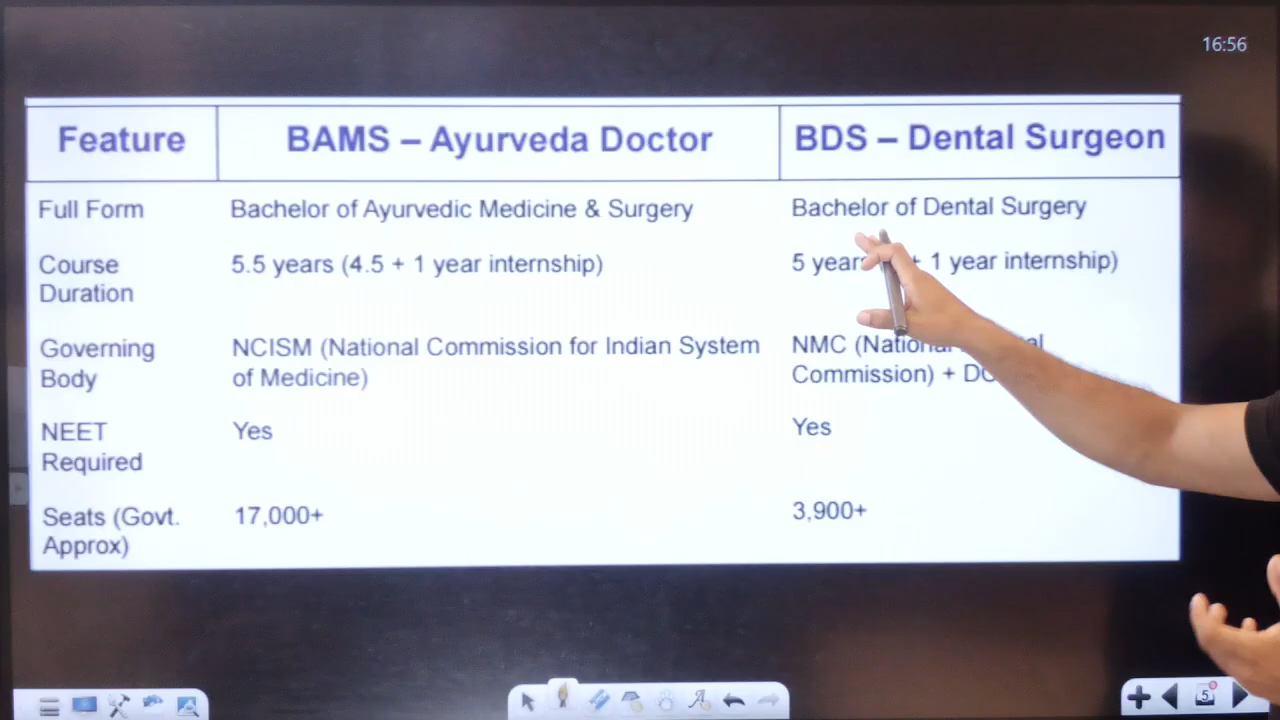 16:56
Feature BAMS – Ayurveda Doctor BDS – Dental Surgeon
Full Form Bachelor of Ayurvedic Medicine & Surgery Bachelor of Dental Surgery
Course Duration 5.5 years (4.5 + 1 year internship) 5 years + 1 year internship)
Governing Body NCISM (National Commission for Indian System of Medicine) NMC (National Commission) +
NEET Required Yes Yes
Seats (Govt. Approx) 17,000+ 3,900+
5